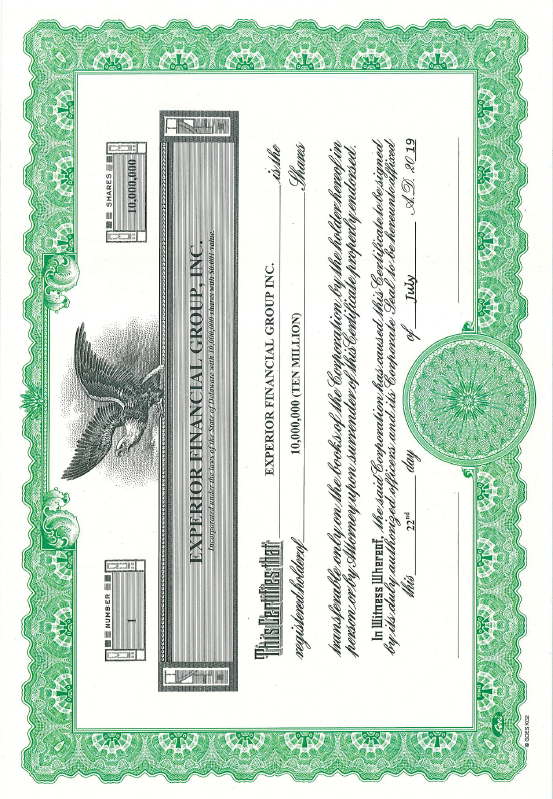 NUMBER
1
SHARES
10,000,000
EXPERIOR FINANCIAL GROUP, INC.
Incorporated under the laws of the State of Delaware with 10,000,000 shares with $0.001 value.
This Certifies that EXPERIOR FINANCIAL GROUP INC. is the
registered holder of 10,000,000 (TEN MILLION) Shares
transferable only on the books of the Corporation by the holder hereof in
person or by Attorney upon surrender of this Certificate properly endorsed.
In Witness Whereof, the said Corporation has caused this Certificate to be signed
by its duly authorized officers and its Corporate Seal to be hereunto affixed
this 22nd day of July A.D. 2019
© GOES KG2